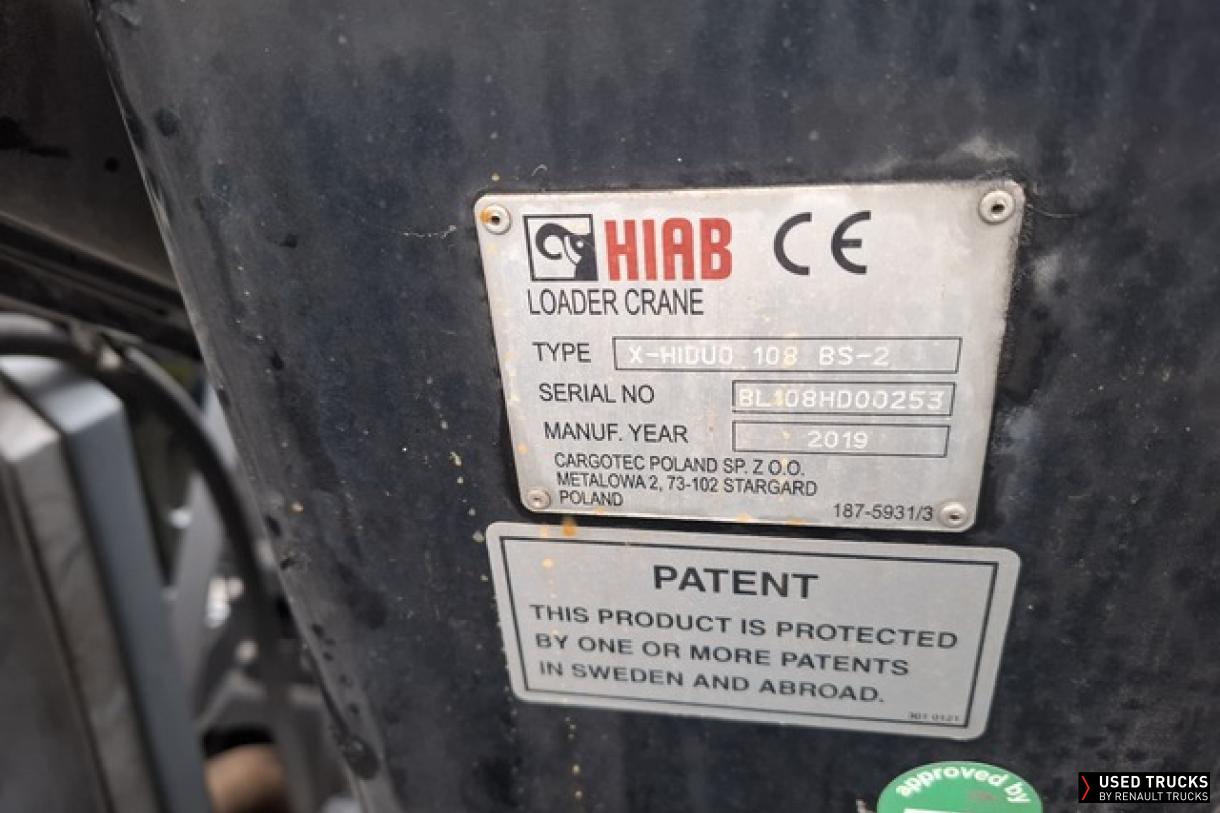 HIAB CE
LOADER CRANE
TYPE X-HIDUO 108 BS-2
SERIAL NO BL108HD00253
MANUF. YEAR 2019
CARGOTEC POLAND SP. Z O.O.
METALOWA 2, 73-102 STARGARD
POLAND
187-5931/3
PATENT
THIS PRODUCT IS PROTECTED
BY ONE OR MORE PATENTS
IN SWEDEN AND ABROAD.
approved by
USED TRUCKS
BY RENAULT TRUCKS